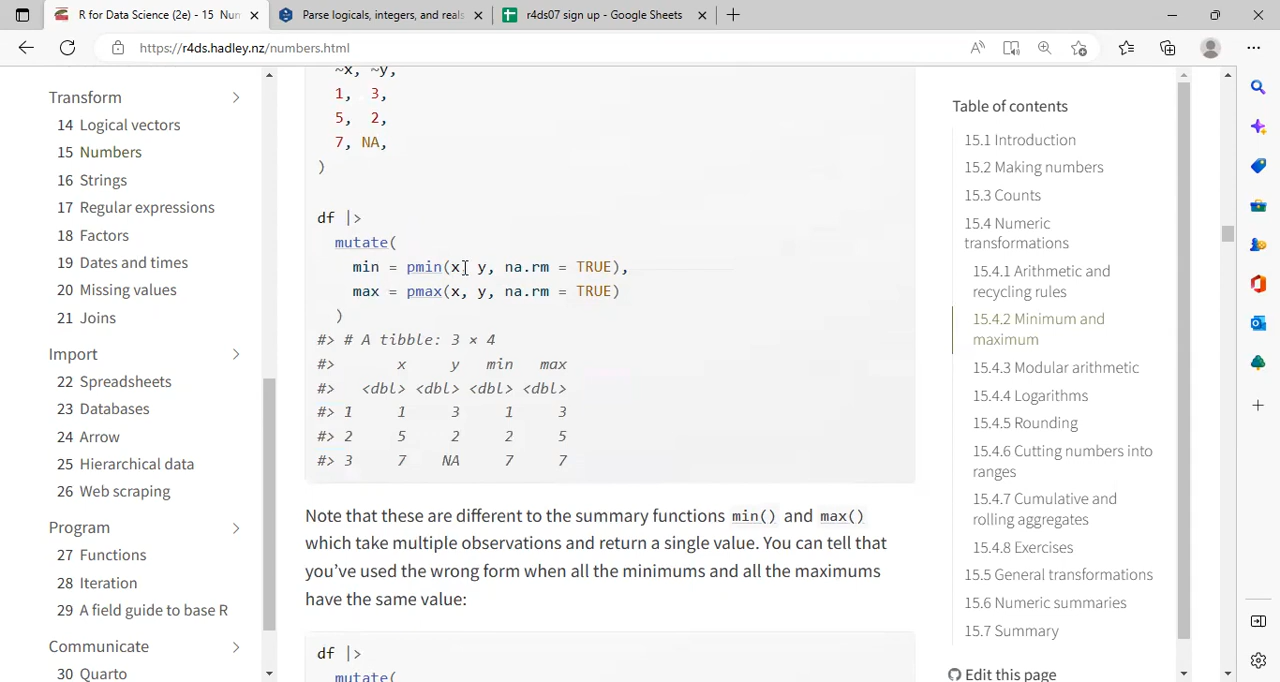 R for Data Science (2e) - 15 Num
Parse logicals, integers, and reals
r4ds07 sign up - Google Sheets
https://r4ds.hadley.nz/numbers.html
Transform
14 Logical vectors
15 Numbers
16 Strings
17 Regular expressions
18 Factors
19 Dates and times
20 Missing values
21 Joins
Import
22 Spreadsheets
23 Databases
24 Arrow
25 Hierarchical data
26 Web scraping
Program
27 Functions
28 Iteration
29 A field guide to base R
Communicate
30 Quarto
~x, ~y,
1, 3,
5, 2,
7, NA,
)
df |>
mutate(
min = pmin(x, y, na.rm = TRUE),
max = pmax(x, y, na.rm = TRUE)
)
#> # A tibble: 3 × 4
#> x y min max
#> <dbl> <dbl> <dbl> <dbl>
#> 1 1 3 1 3
#> 2 5 2 2 5
#> 3 7 NA 7 7
Note that these are different to the summary functions min() and max()
which take multiple observations and return a single value. You can tell that
you've used the wrong form when all the minimums and all the maximums
have the same value:
df |>
mutate(
Table of contents
15.1 Introduction
15.2 Making numbers
15.3 Counts
15.4 Numeric
transformations
15.4.1 Arithmetic and
recycling rules
15.4.2 Minimum and
maximum
15.4.3 Modular arithmetic
15.4.4 Logarithms
15.4.5 Rounding
15.4.6 Cutting numbers into
ranges
15.4.7 Cumulative and
rolling aggregates
15.4.8 Exercises
15.5 General transformations
15.6 Numeric summaries
15.7 Summary
Edit this page